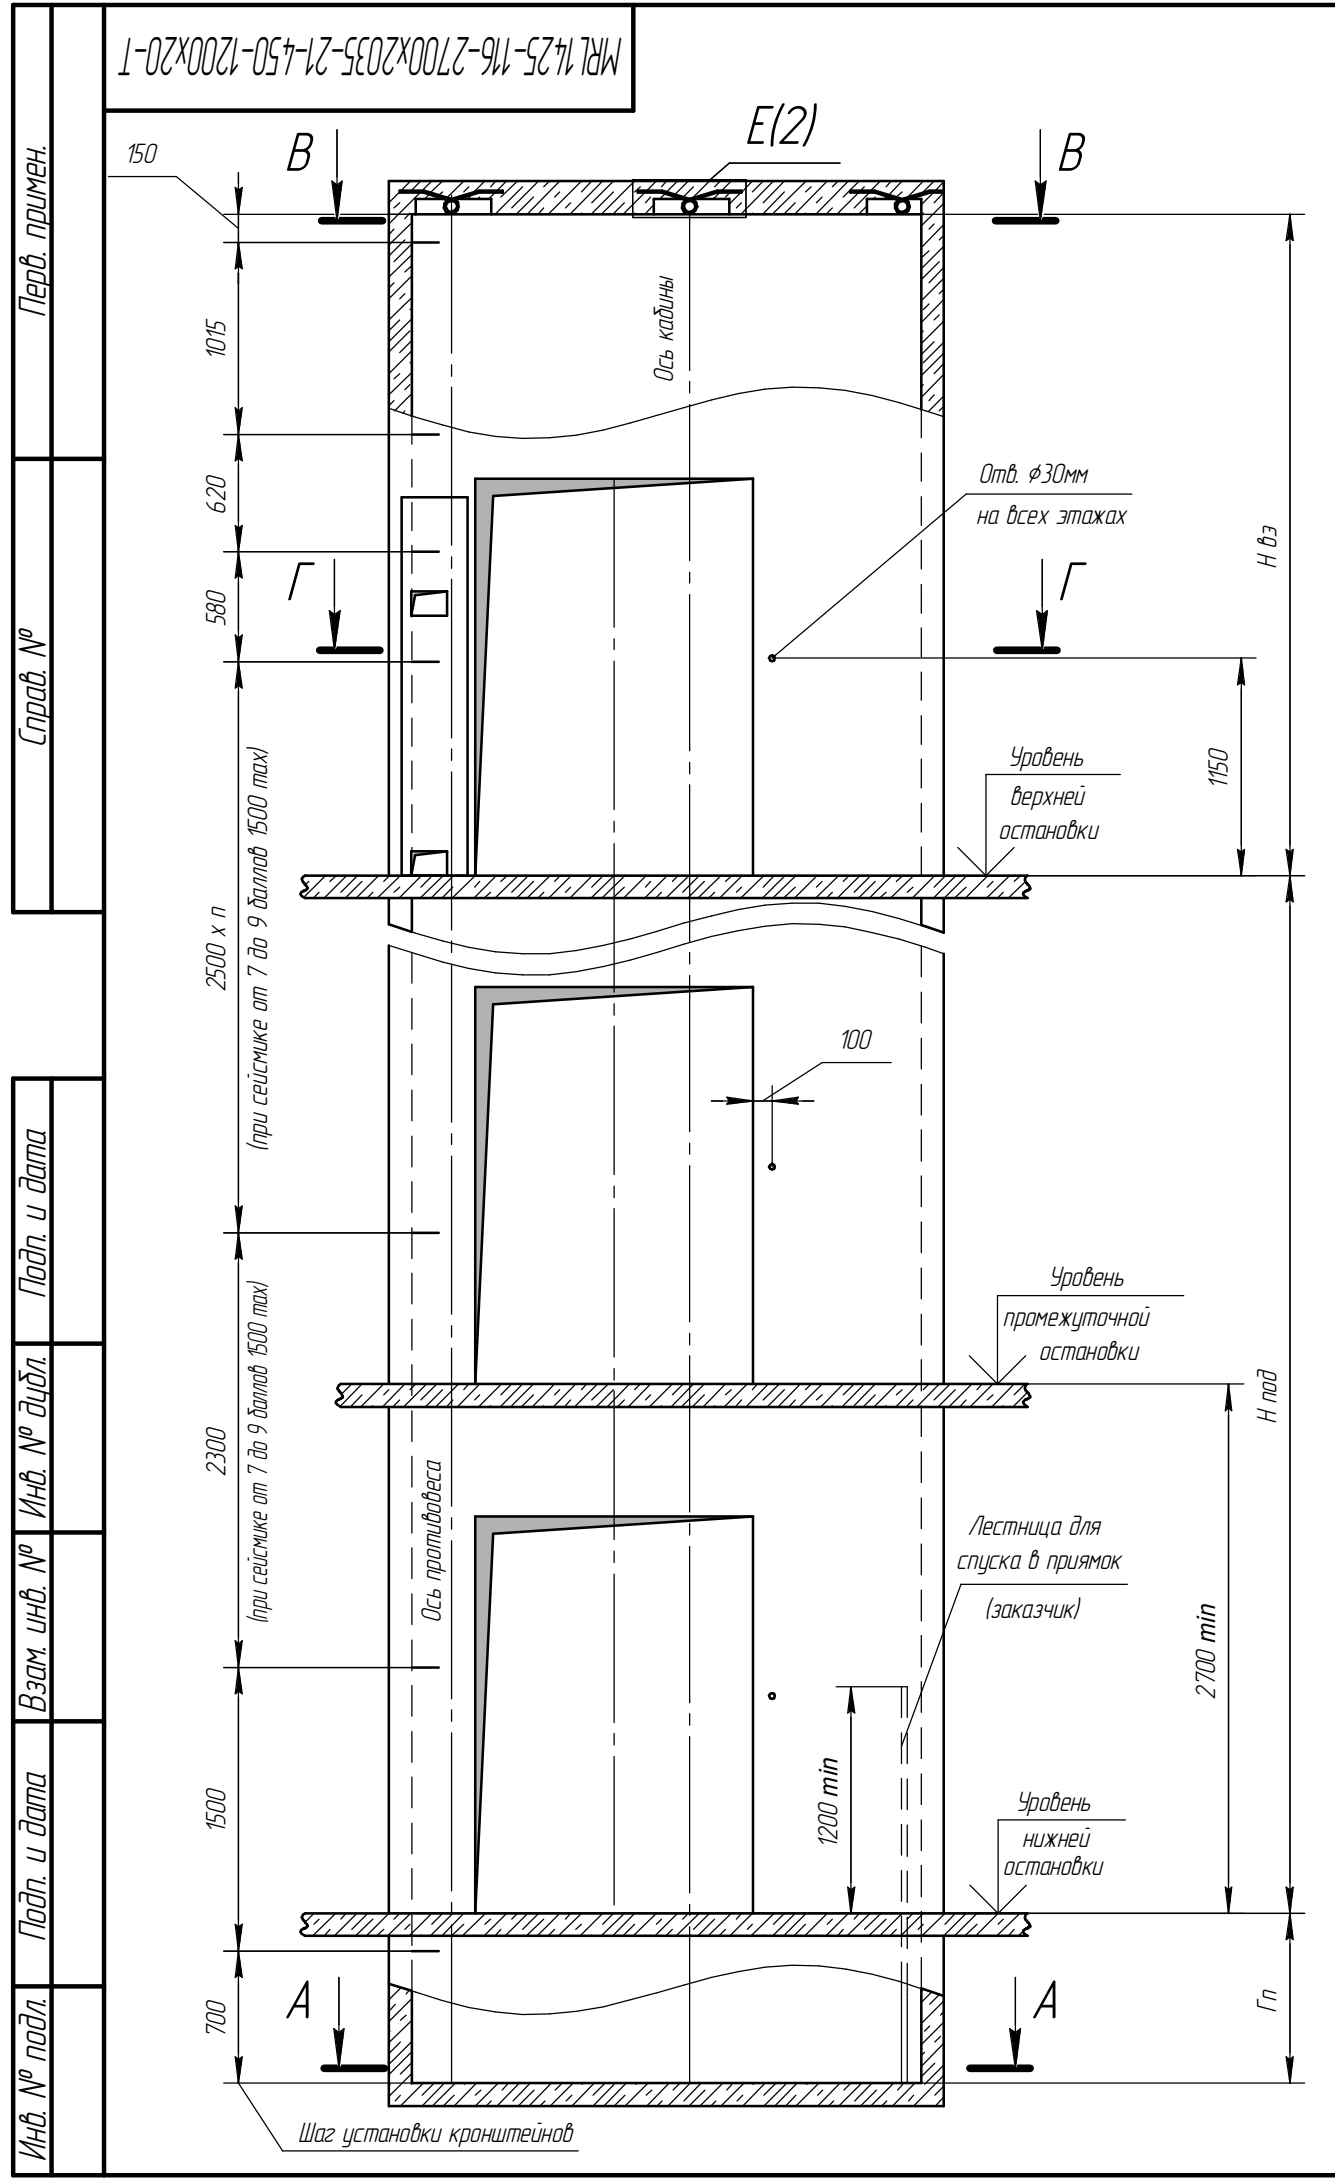 MRL1425-116-2700x2035-21-450-1200x20-T
Перв. примен.
Справ. №
Подп. и дата
Инв. № дубл.
Взам. инв. №
Подп. и дата
Инв. № подл.
В
Е(2)
В
150
1015
620
580
2500 х n
(при сейсмике от 7 до 9 баллов 1500 max)
2300
(при сейсмике от 7 до 9 баллов 1500 max)
1500
700
Шаг установки кронштейнов
Ось кабины
Ось противовеса
Отв. ϕ30мм
на всех этажах
Г
Г
Н вз
1150
Уровень
верхней
остановки
100
Уровень
промежуточной
остановки
Н под
Лестница для
спуска в приямок
(заказчик)
2700 min
1200 min
Уровень
нижней
остановки
А
А
Гп